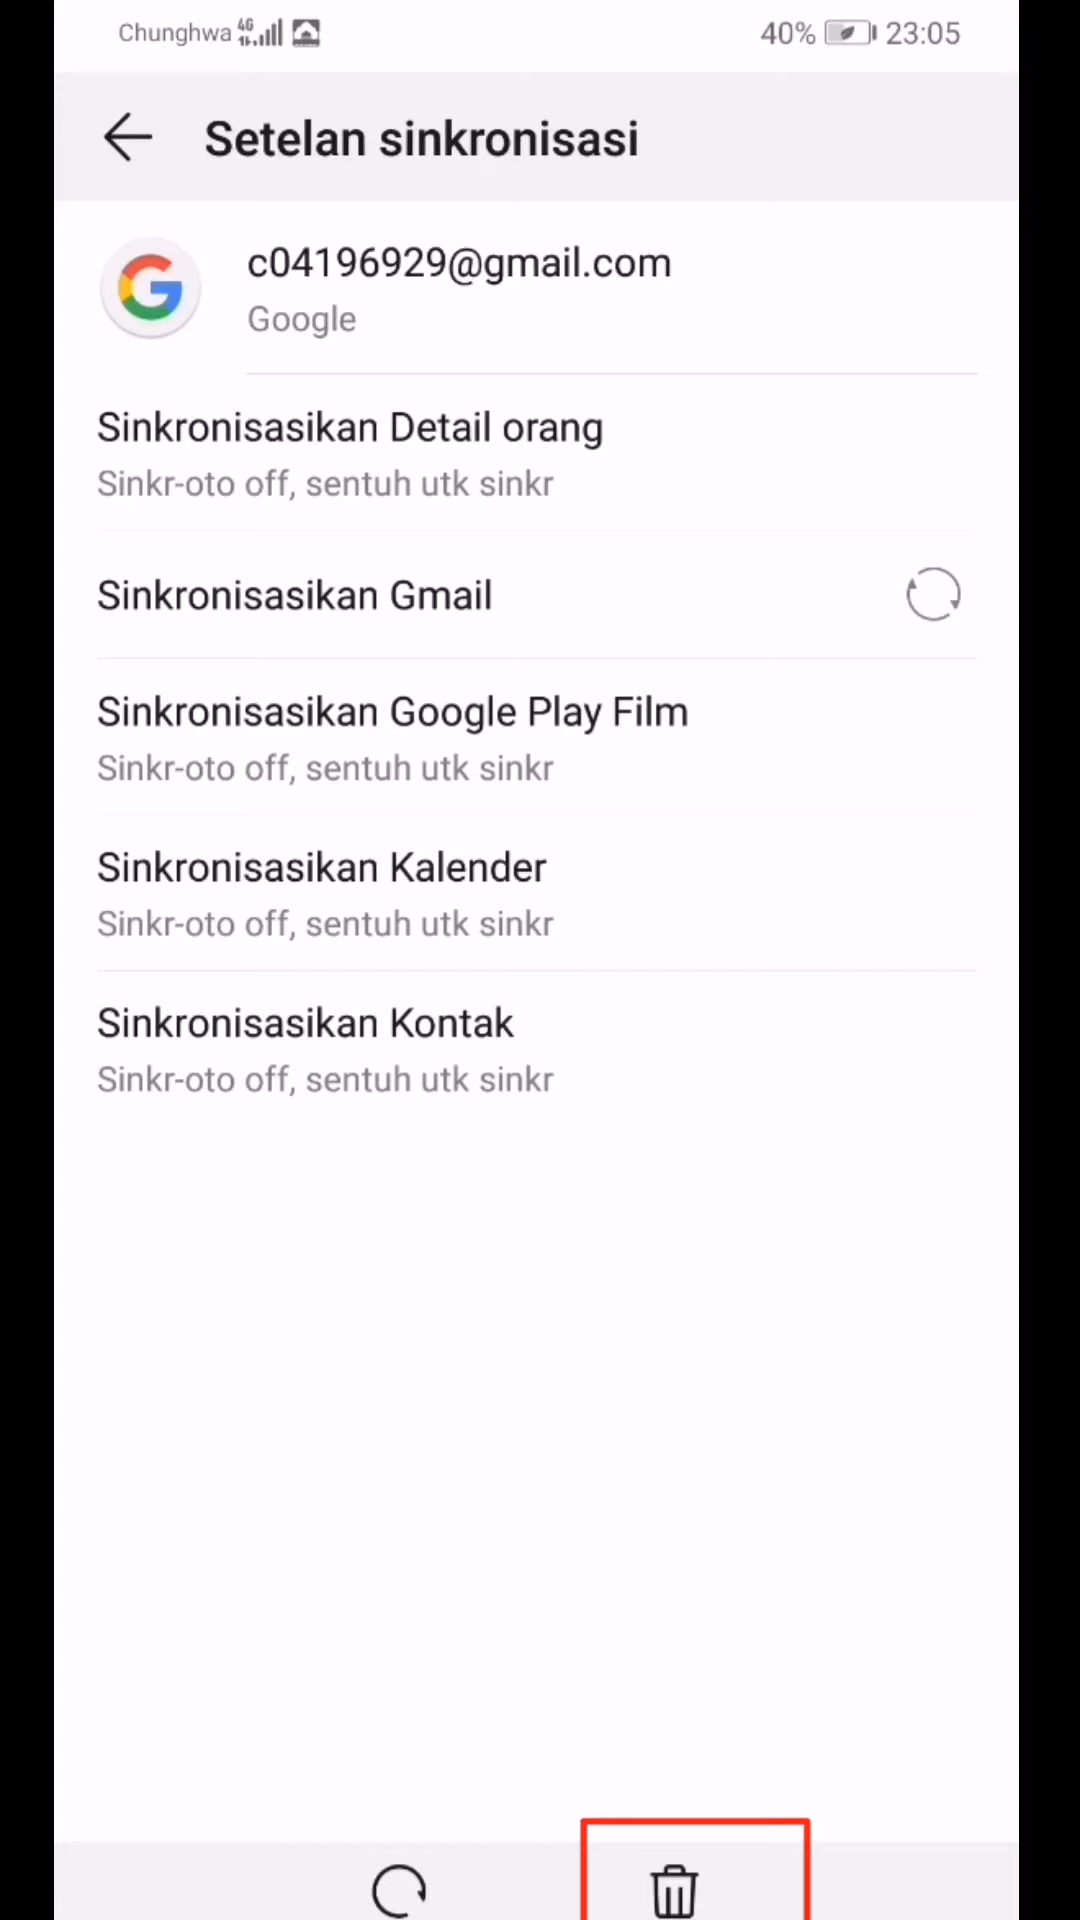 Chunghwa 4G 40% 23:05
Setelan sinkronisasi
c04196929@gmail.com
Google
Sinkronisasikan Detail orang
Sinkr-oto off, sentuh utk sinkr
Sinkronisasikan Gmail
Sinkronisasikan Google Play Film
Sinkr-oto off, sentuh utk sinkr
Sinkronisasikan Kalender
Sinkr-oto off, sentuh utk sinkr
Sinkronisasikan Kontak
Sinkr-oto off, sentuh utk sinkr